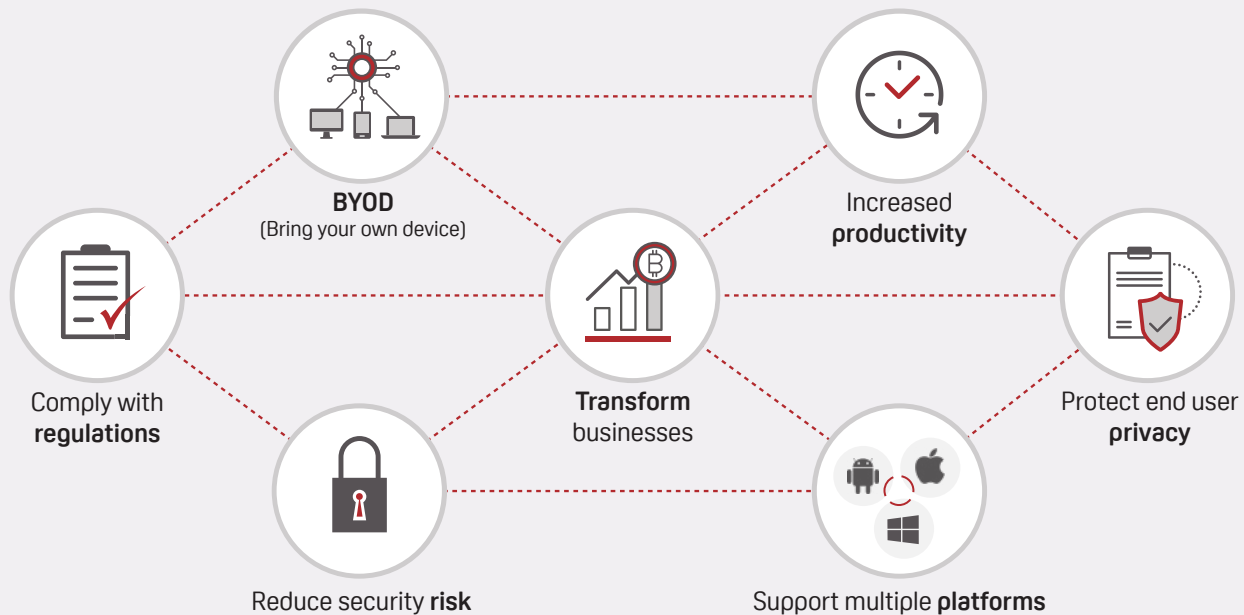 BYOD
(Bring your own device)
Increased
productivity
Comply with
regulations
Transform
businesses
Protect end user
privacy
Reduce security risk
Support multiple platforms